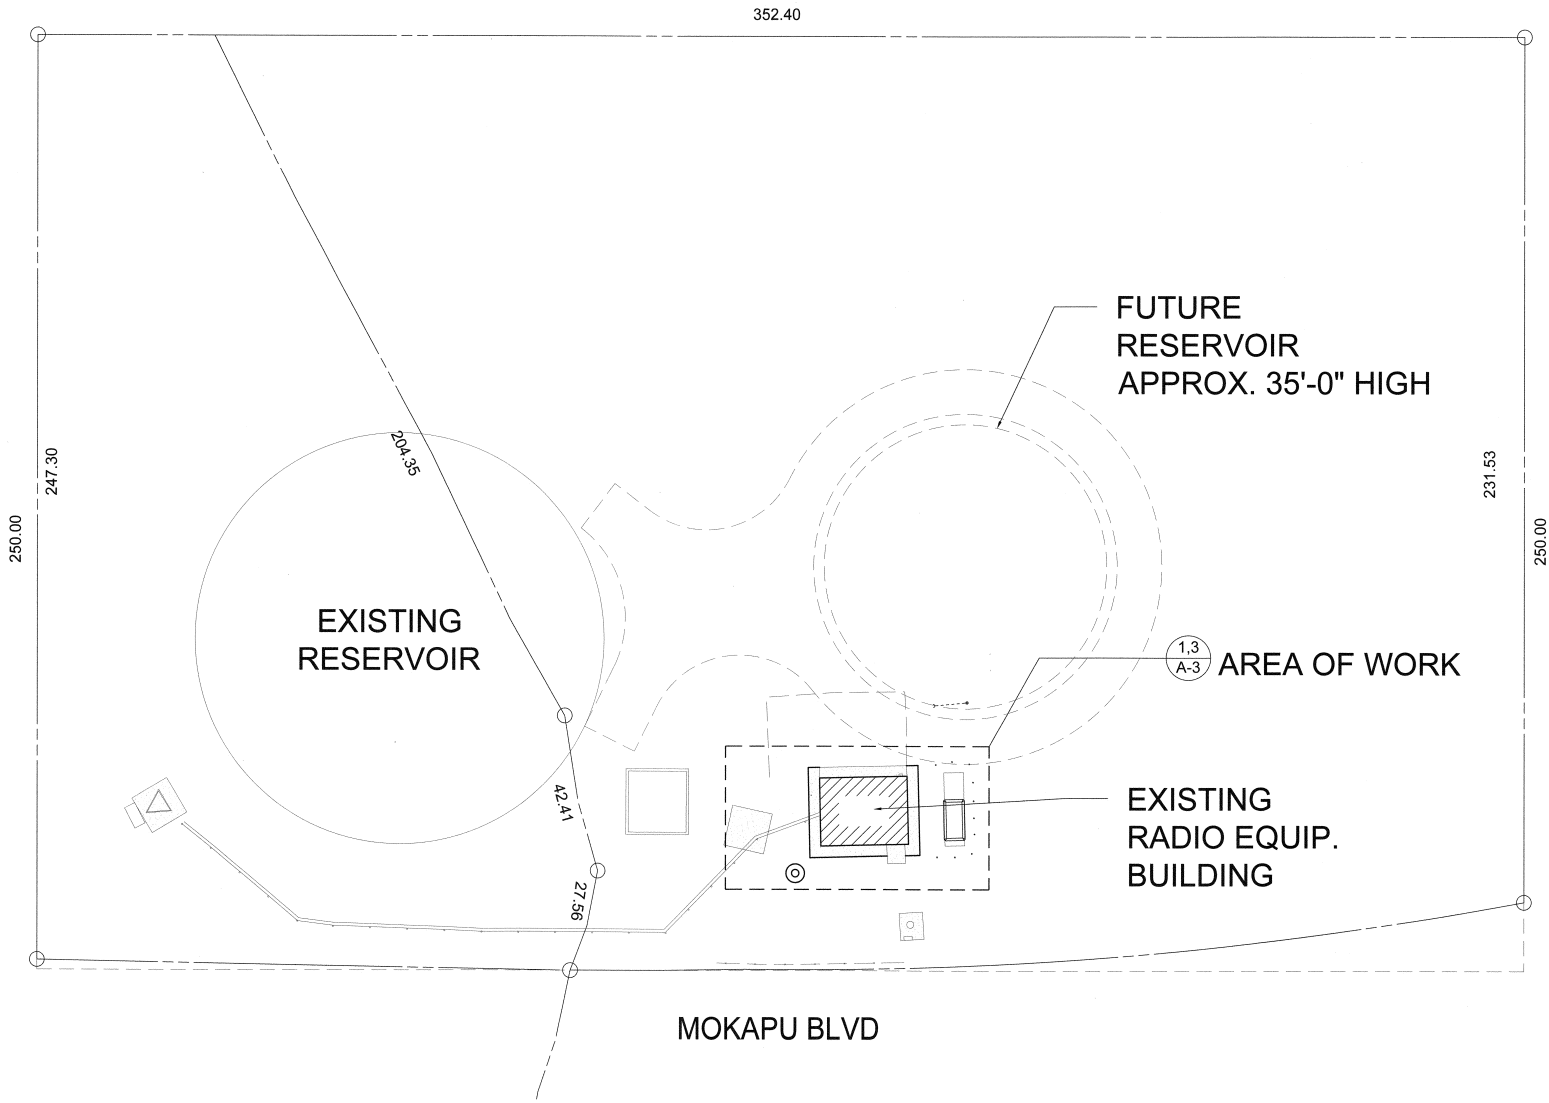 352.40
FUTURE
RESERVOIR
APPROX. 35'-0" HIGH
204.35
247.30
231.53
250.00
250.00
EXISTING
RESERVOIR
1,3
A-3
AREA OF WORK
42.41
EXISTING
RADIO EQUIP.
BUILDING
27.56
MOKAPU BLVD